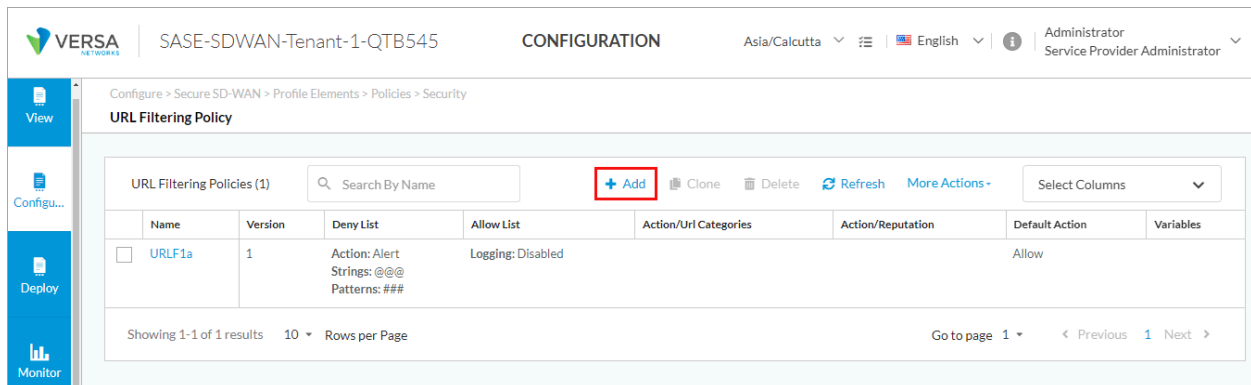 VERSA
NETWORKS
SASE-SDWAN-Tenant-1-QTB545
CONFIGURATION
Asia/Calcutta
English
Administrator
Service Provider Administrator
View
Configu...
Deploy
Monitor
Configure > Secure SD-WAN > Profile Elements > Policies > Security
URL Filtering Policy
URL Filtering Policies (1)
Search By Name
+ Add
Clone
Delete
Refresh
More Actions
Select Columns
Name Version Deny List Allow List Action/Url Categories Action/Reputation Default Action Variables
URLF1a 1 Action: Alert Logging: Disabled Allow
Strings: @@@
Patterns: ###
Showing 1-1 of 1 results 10 Rows per Page
Go to page 1 < Previous 1 Next >